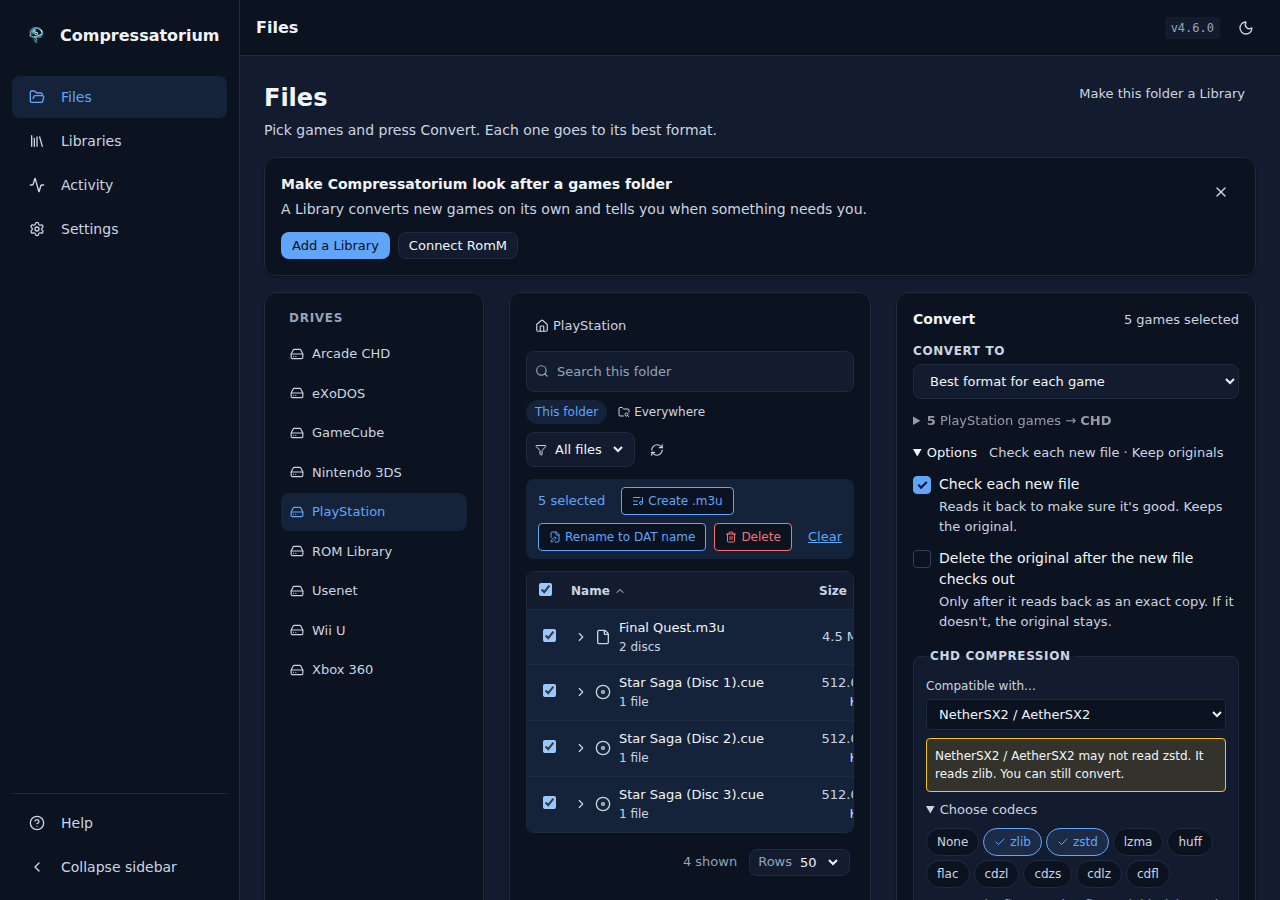 Compressatorium
Files
Libraries
Activity
Settings
Help
Collapse sidebar
Files
v4.6.0
Files
Make this folder a Library
Pick games and press Convert. Each one goes to its best format.
Make Compressatorium look after a games folder
A Library converts new games on its own and tells you when something needs you.
Add a Library
Connect RomM
DRIVES
Arcade CHD
eXoDOS
GameCube
Nintendo 3DS
PlayStation
ROM Library
Usenet
Wii U
Xbox 360
PlayStation
Search this folder
This folder
Everywhere
All files
5 selected
Create .m3u
Rename to DAT name
Delete
Clear
Name
Size
Final Quest.m3u
4.5
2 discs
Star Saga (Disc 1).cue
1 file
Star Saga (Disc 2).cue
1 file
Star Saga (Disc 3).cue
1 file
4 shown
Rows 50
Convert
5 games selected
CONVERT TO
Best format for each game
5 PlayStation games → CHD
Options Check each new file · Keep originals
Check each new file
Reads it back to make sure it's good. Keeps
the original.
Delete the original after the new file
checks out
Only after it reads back as an exact copy. If it
doesn't, the original stays.
CHD COMPRESSION
Compatible with…
NetherSX2 / AetherSX2
NetherSX2 / AetherSX2 may not read zstd. It
reads zlib. You can still convert.
Choose codecs
None zlib zstd lzma huff
flac cdzl cdzs cdlz cdfl